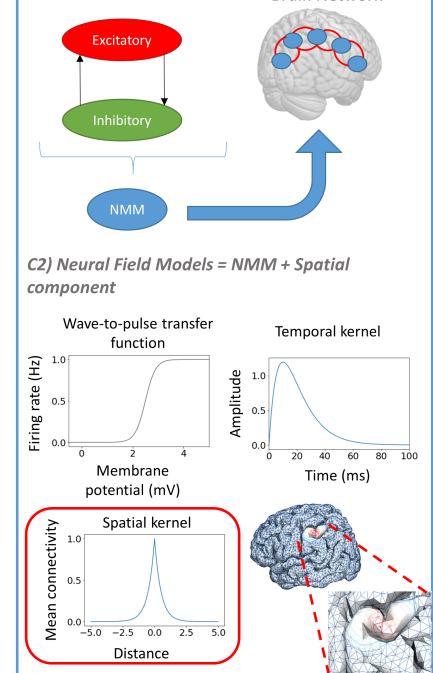 Excitatory
Inhibitory
NMM
C2) Neural Field Models = NMM + Spatial
component
Wave-to-pulse transfer
function
Firing rate (Hz)
1.0
0.5
0.0
0 2 4
Membrane
potential (mV)
Temporal kernel
Amplitude
1.0
0.5
0.0
0 20 40 60 80 100
Time (ms)
Spatial kernel
Mean connectivity
1.0
0.5
0.0
−5.0 −2.5 0.0 2.5 5.0
Distance